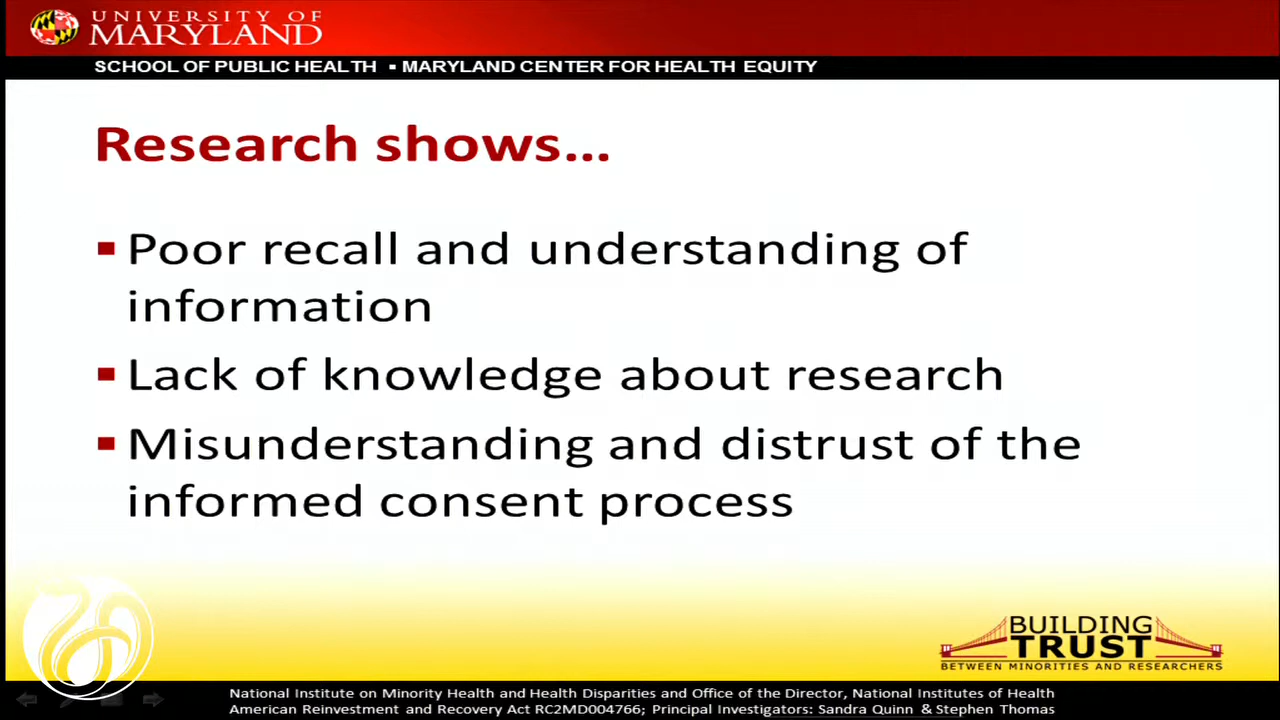 UNIVERSITY OF
MARYLAND
SCHOOL OF PUBLIC HEALTH ▪ MARYLAND CENTER FOR HEALTH EQUITY
Research shows...
▪ Poor recall and understanding of
information
▪ Lack of knowledge about research
▪ Misunderstanding and distrust of the
informed consent process
BUILDING
TRUST
BETWEEN MINORITIES AND RESEARCHERS
National Institute on Minority Health and Health Disparities and Office of the Director, National Institutes of Health
American Reinvestment and Recovery Act RC2MD004766; Principal Investigators: Sandra Quinn & Stephen Thomas